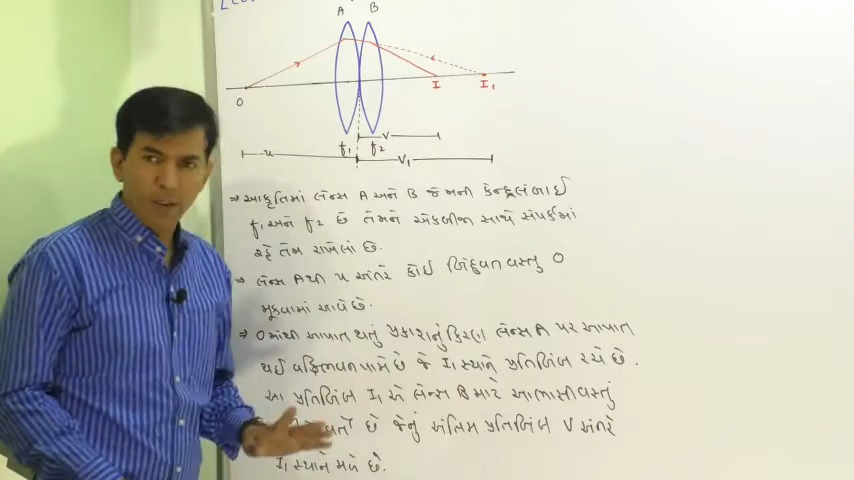 A B
O I I₁
f₁ f₂
u v
v₁
⇒ આકૃતિમાં લેન્સ A અને B જેમની કેન્દ્રલંબાઈ
f₁ અને f₂ છે તેમને એકબીજા સાથે સંપર્કમાં
રહે તેમ રાખેલાં છે.
⇒ લેન્સ A થી u અંતરે કોઈ બિંદુવત વસ્તુ O
મૂકવામાં આવે છે.
⇒ O માંથી આપાત થતું પ્રકાશનું કિરણ લેન્સ A પર આપાત
થઈ વક્રિભવન પામે છે જે I₁ સ્થાને પ્રતિબિંબ રચે છે.
આ પ્રતિબિંબ I₁ એ લેન્સ B માટે આભાસી વસ્તું
તરીકે વર્તે છે જેનું અંતિમ પ્રતિબિંબ v અંતરે
I₁ સ્થાને મળે છે.